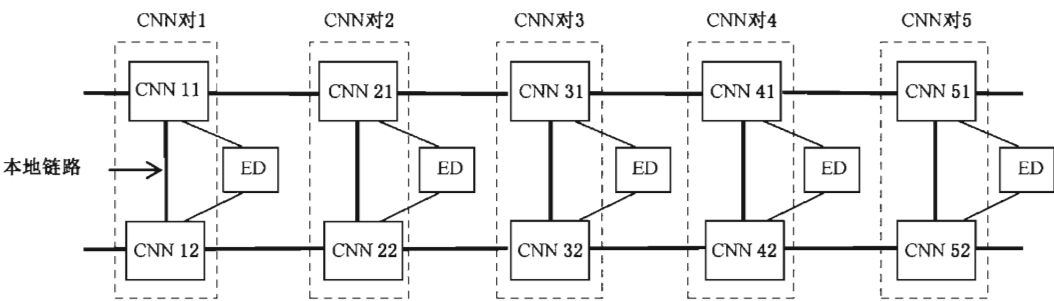 CNN对1 CNN对2 CNN对3 CNN对4 CNN对5
CNN 11 CNN 21 CNN 31 CNN 41 CNN 51
本地链路 ED ED ED ED ED
CNN 12 CNN 22 CNN 32 CNN 42 CNN 52